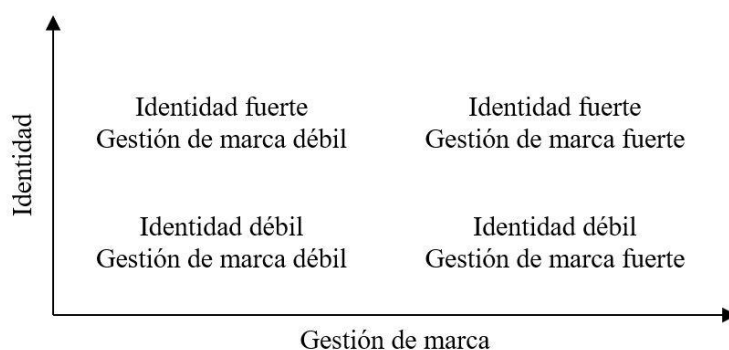 Identidad
Identidad fuerte
Gestión de marca débil
Identidad fuerte
Gestión de marca fuerte
Identidad débil
Gestión de marca débil
Identidad débil
Gestión de marca fuerte
Gestión de marca